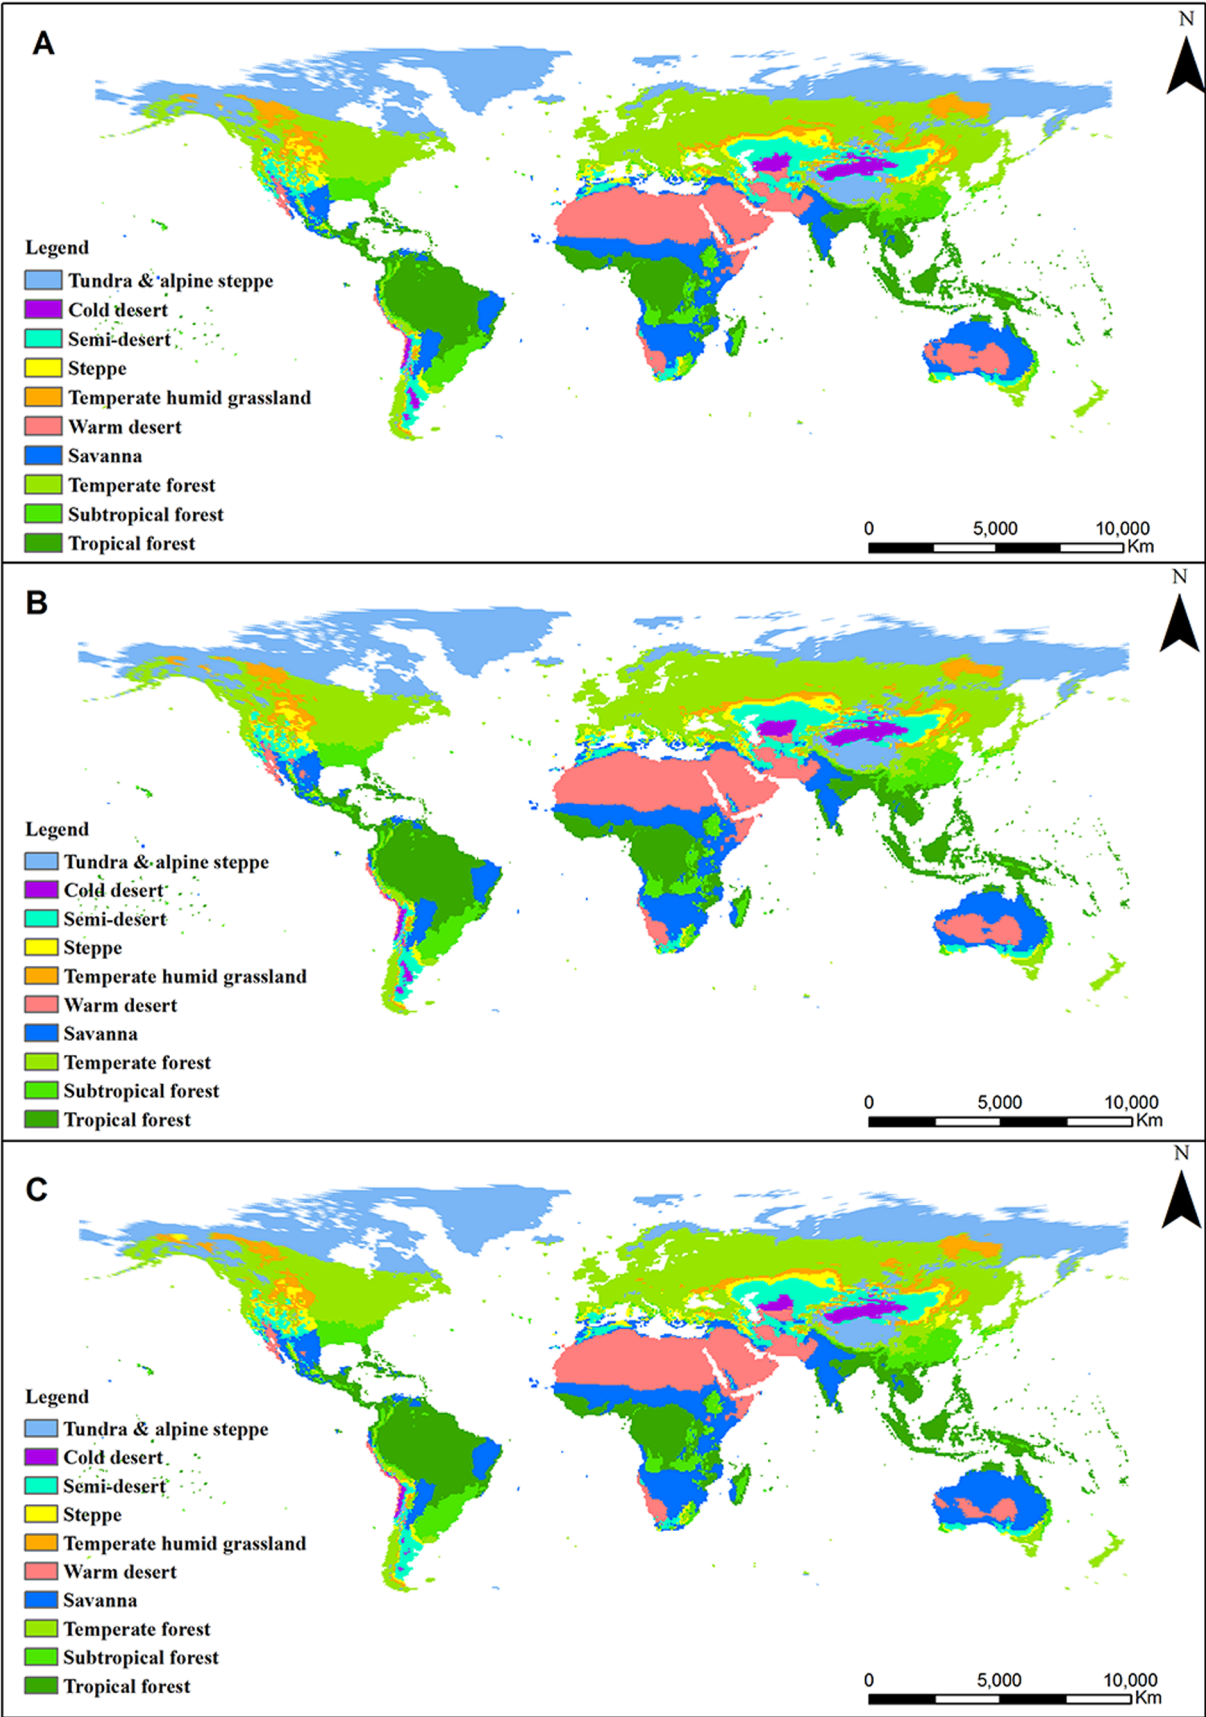 A
N
Legend
Tundra & alpine steppe
Cold desert
Semi-desert
Steppe
Temperate humid grassland
Warm desert
Savanna
Temperate forest
Subtropical forest
Tropical forest
0 5,000 10,000
Km
B
N
Legend
Tundra & alpine steppe
Cold desert
Semi-desert
Steppe
Temperate humid grassland
Warm desert
Savanna
Temperate forest
Subtropical forest
Tropical forest
0 5,000 10,000
Km
C
N
Legend
Tundra & alpine steppe
Cold desert
Semi-desert
Steppe
Temperate humid grassland
Warm desert
Savanna
Temperate forest
Subtropical forest
Tropical forest
0 5,000 10,000
Km